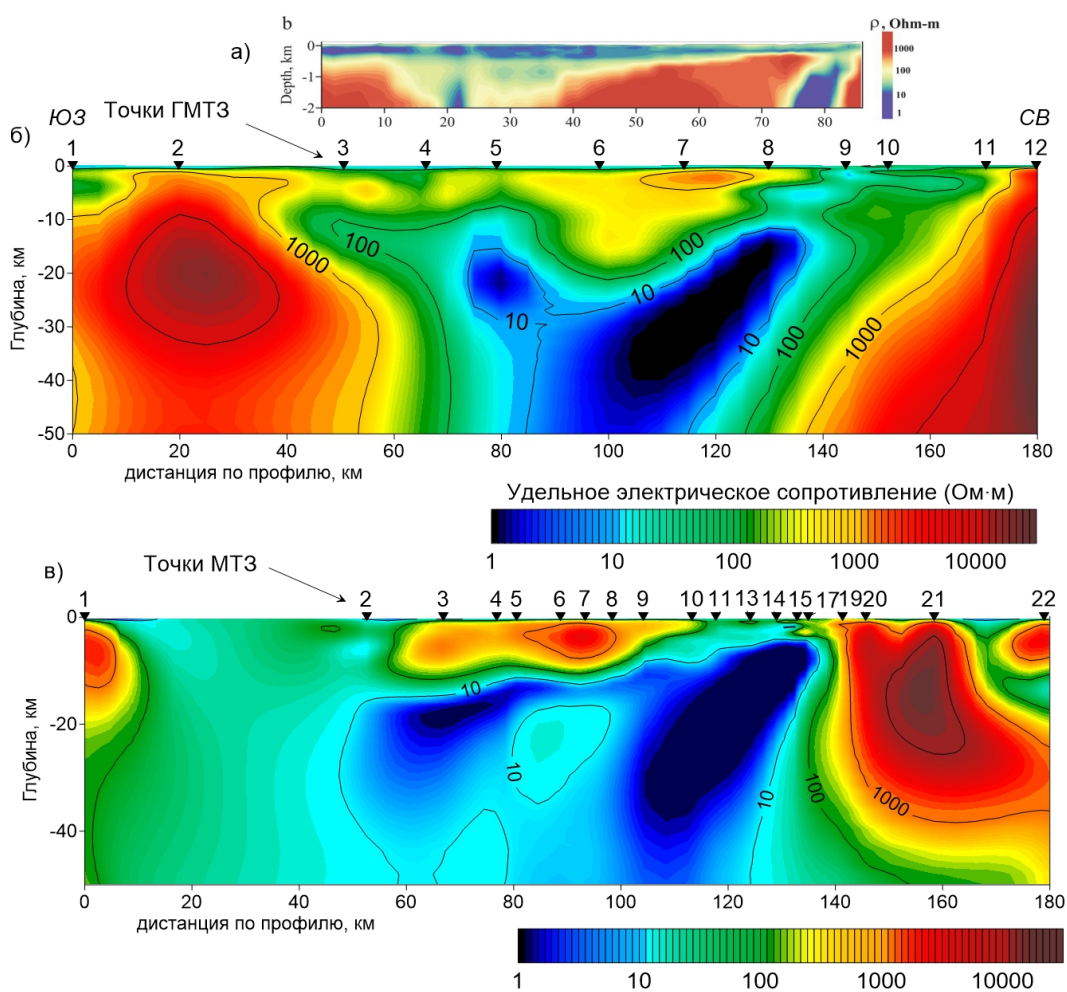 b
ρ, Ohm-m
а)
0
-1
-2
Depth, km
1000
100
10
1
0 10 20 30 40 50 60 70 80
Точки ГМТЗ
ЮЗ
СВ
б)
1 2 3 4 5 6 7 8 9 10 11 12
0
-10
-20
-30
-40
-50
Глубина, км
1000
100
10
10
100
10
100
1000
0 20 40 60 80 100 120 140 160 180
дистанция по профилю, км
Удельное электрическое сопротивление (Ом·м)
1 10 100 1000 10000
Точки МТЗ
в)
1 2 3 4 5 6 7 8 9 10 11 13 14 15 17 19 20 21 22
0
-20
-40
Глубина, км
10
10
10
100
1000
0 20 40 60 80 100 120 140 160 180
дистанция по профилю, км
1 10 100 1000 10000